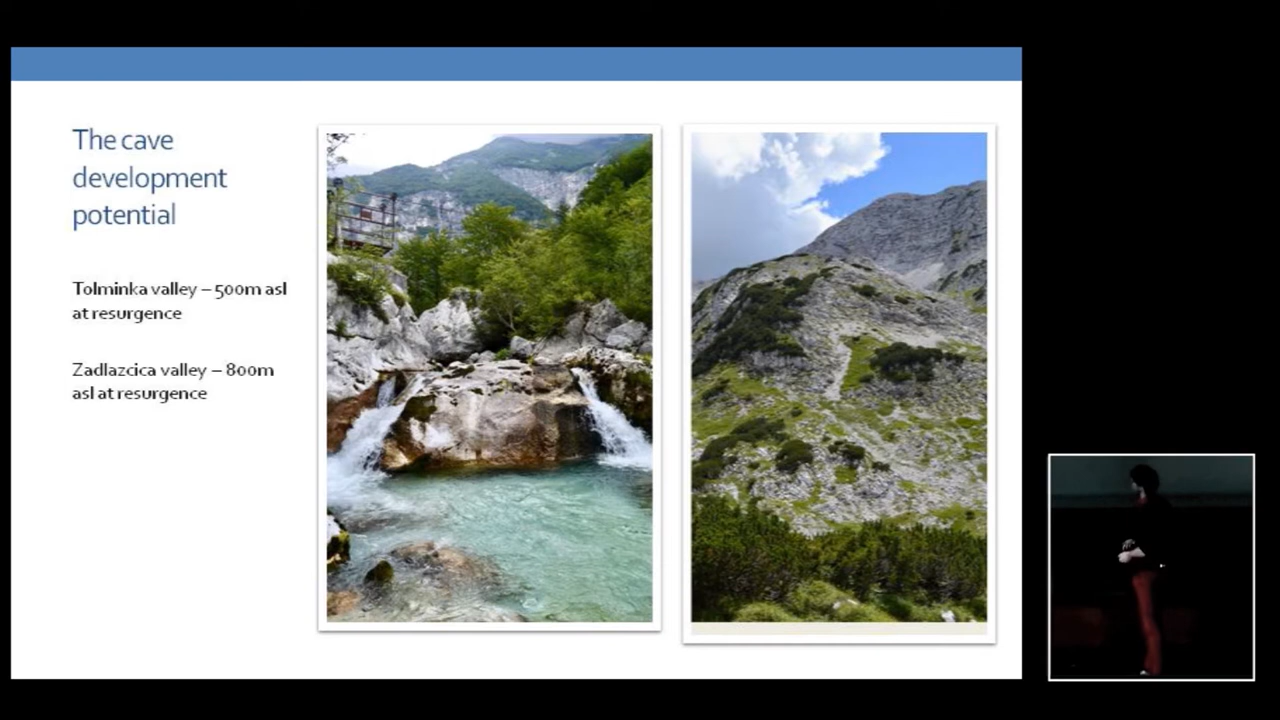 The cave
development
potential
Tolminka valley – 500m asl
at resurgence
Zadlazcica valley – 800m
asl at resurgence